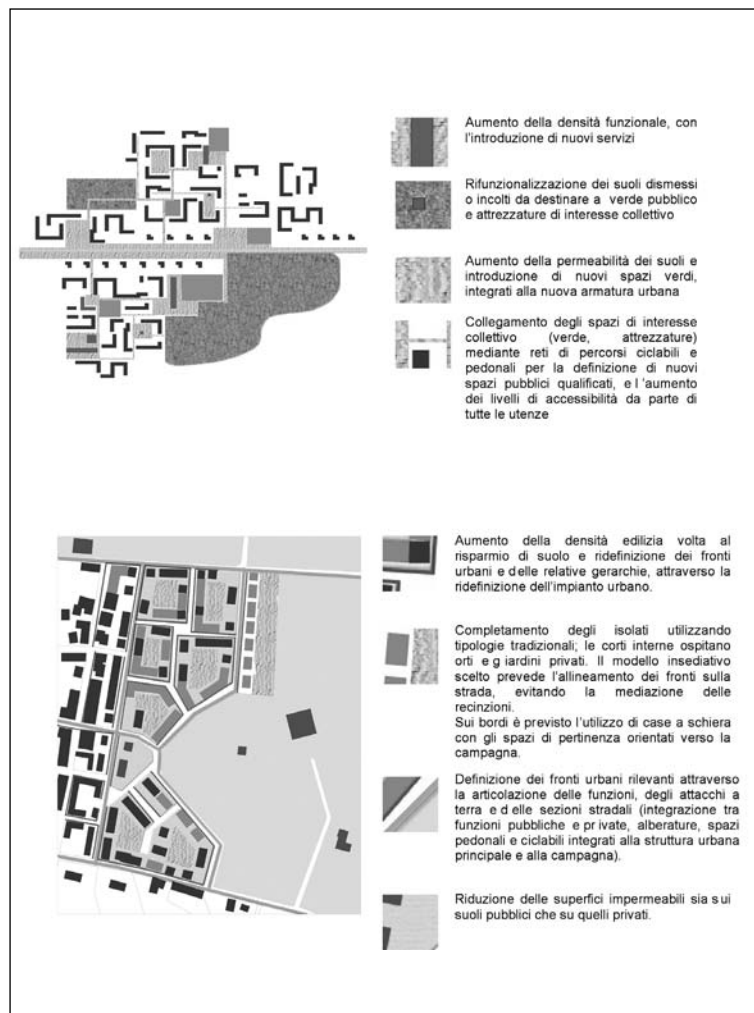 Aumento della densità funzionale, con
l'introduzione di nuovi servizi
Rifunzionalizzazione dei suoli dismessi
o incolti da destinare a verde pubblico
e attrezzature di interesse collettivo
Aumento della permeabilità dei suoli e
introduzione di nuovi spazi verdi,
integrati alla nuova armatura urbana
Collegamento degli spazi di interesse
collettivo (verde, attrezzature)
mediante reti di percorsi ciclabili e
pedonali per la definizione di nuovi
spazi pubblici qualificati, e l 'aumento
dei livelli di accessibilità da parte di
tutte le utenze
Aumento della densità edilizia volta al
risparmio di suolo e ridefinizione dei fronti
urbani e d elle relative gerarchie, attraverso la
ridefinizione dell'impianto urbano.
Completamento degli isolati utilizzando
tipologie tradizionali; le corti interne ospitano
orti e g iardini privati. Il modello insediativo
scelto prevede l'allineamento dei fronti sulla
strada, evitando la mediazione delle
recinzioni.
Sui bordi è previsto l'utilizzo di case a schiera
con gli spazi di pertinenza orientati verso la
campagna.
Definizione dei fronti urbani rilevanti attraverso
la articolazione delle funzioni, degli attacchi a
terra e d elle sezioni stradali (integrazione tra
funzioni pubbliche e pr ivate, alberature, spazi
pedonali e ciclabili integrati alla struttura urbana
principale e alla campagna).
Riduzione delle superfici impermeabili sia s ui
suoli pubblici che su quelli privati.